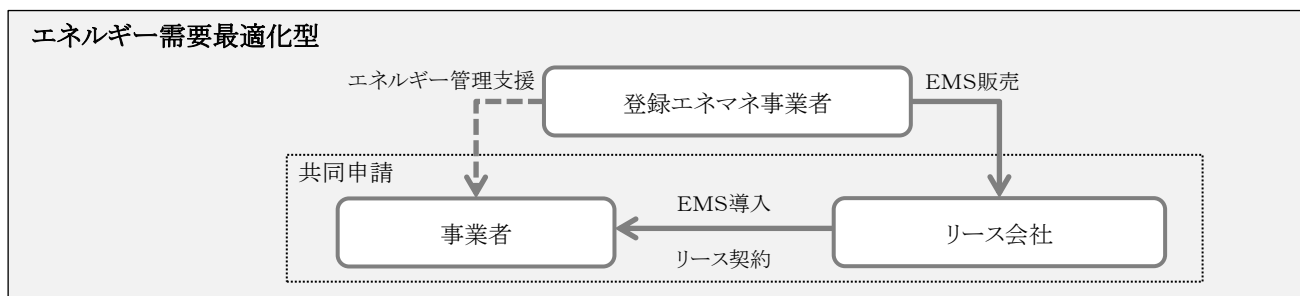 エネルギー需要最適化型
エネルギー管理支援
登録エネマネ事業者
EMS販売
共同申請
事業者
EMS導入
リース契約
リース会社